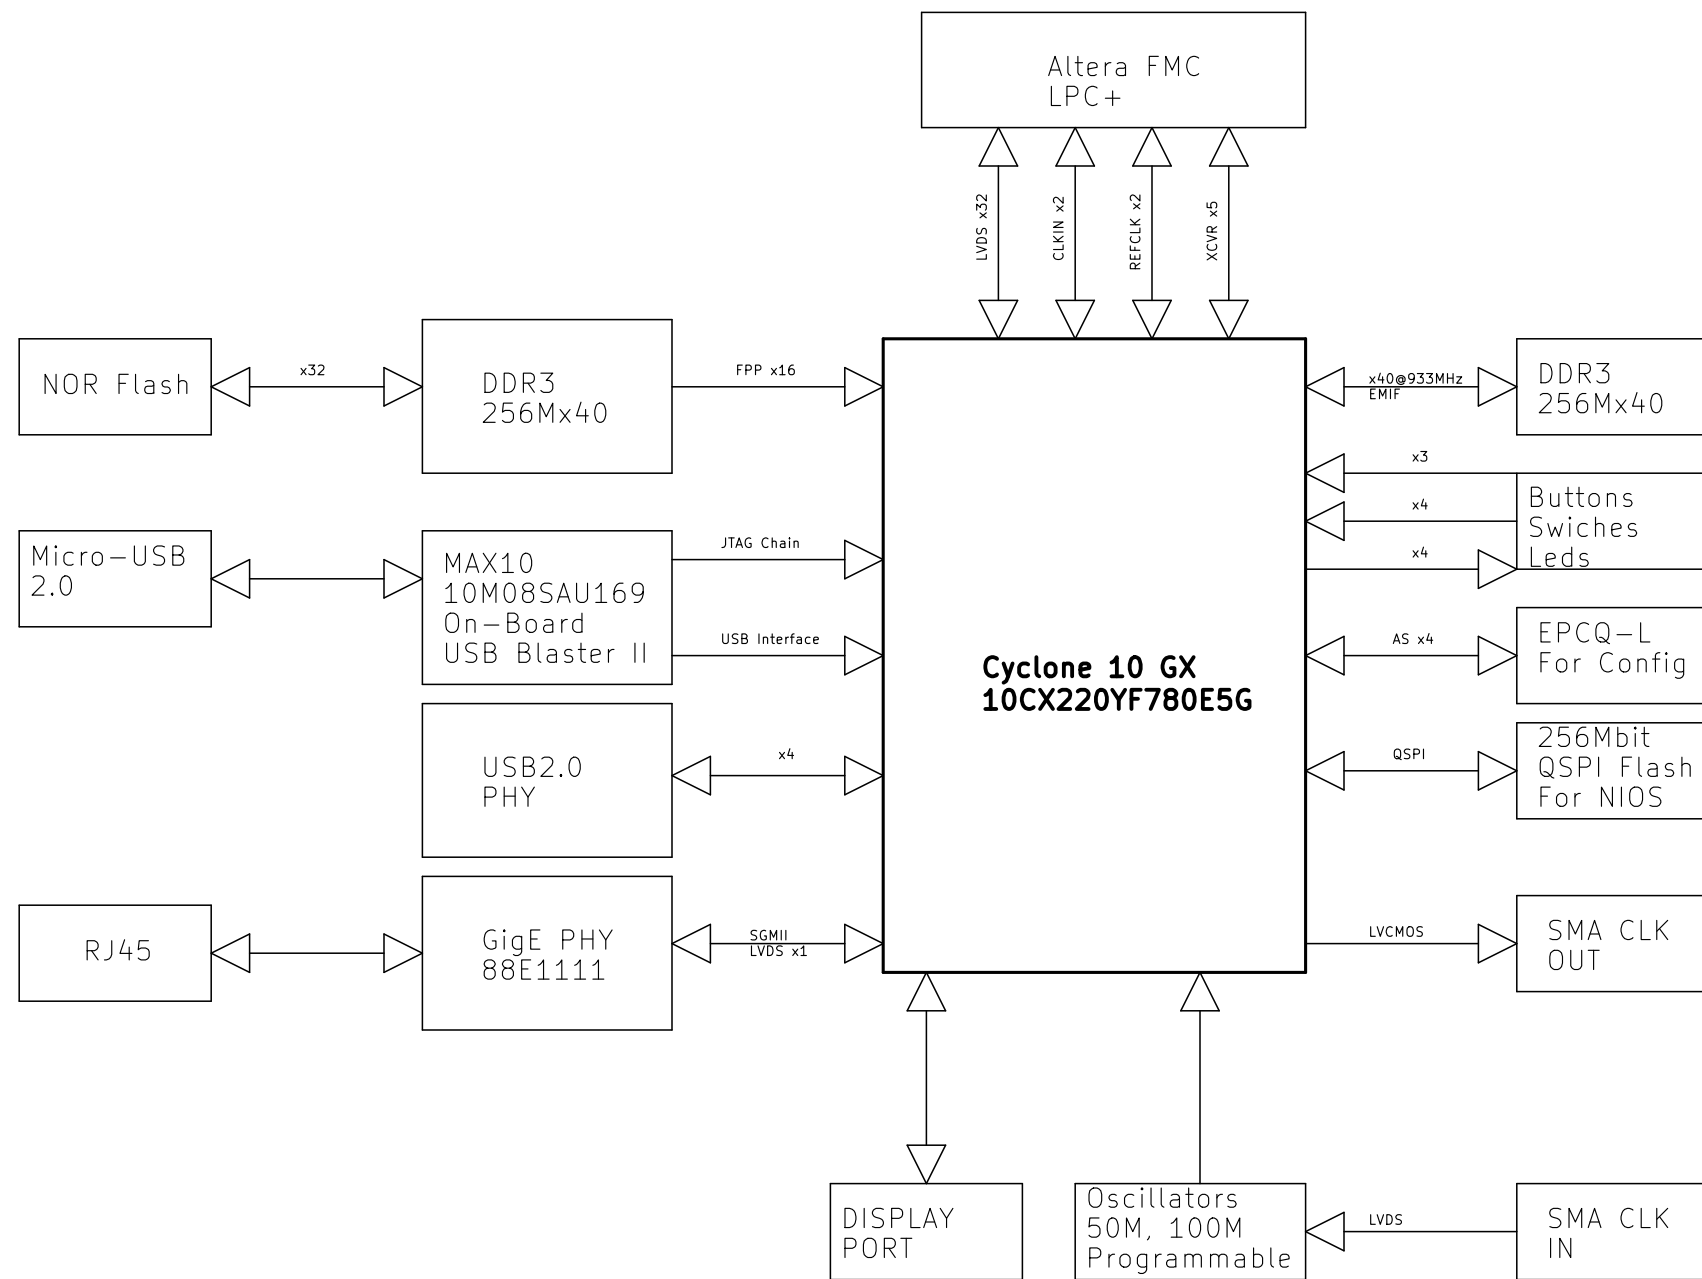 Altera FMC
LPC+
LVDS x32
CLKIN x2
REFCLK x2
XCVR x5
NOR Flash
x32
DDR3
256Mx40
FPP x16
x40@933MHz
EMIF
DDR3
256Mx40
x3
x4
x4
Buttons
Swiches
Leds
Micro-USB
2.0
MAX10
10M08SAU169
On-Board
USB Blaster II
JTAG Chain
USB Interface
Cyclone 10 GX
10CX220YF780E5G
AS x4
EPCQ-L
For Config
USB2.0
PHY
x4
QSPI
256Mbit
QSPI Flash
For NIOS
RJ45
GigE PHY
88E1111
SGMII
LVDS x1
LVCMOS
SMA CLK
OUT
DISPLAY
PORT
Oscillators
50M, 100M
Programmable
LVDS
SMA CLK
IN